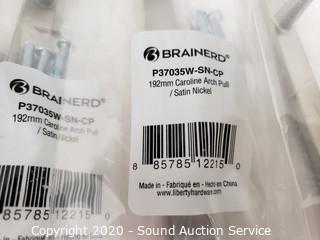 BRAINERD®
P37035W-SN-CP
192mm Caroline Arch Pull
/ Satin Nickel
8 85785 12215 0
Made in - Fabriqué en - Hecho en China
www.libertyhardware.com
BRAINERD®
P37035W-SN-CP
192mm Caroline Arch Pull
/ Satin Nickel
85785 12215 0
Copyright 2020 - Sound Auction Service